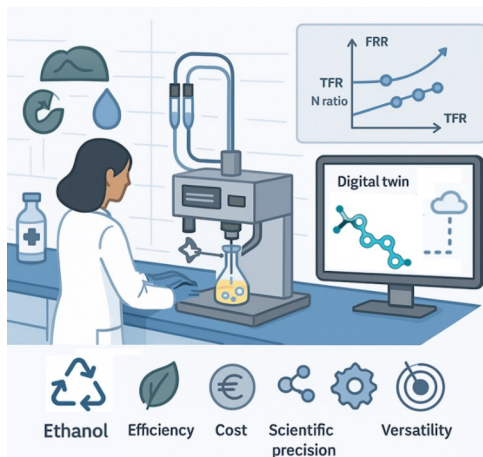 FRR
TFR
N ratio
TFR
Digital twin
€
Ethanol Efficiency Cost Scientific precision Versatility